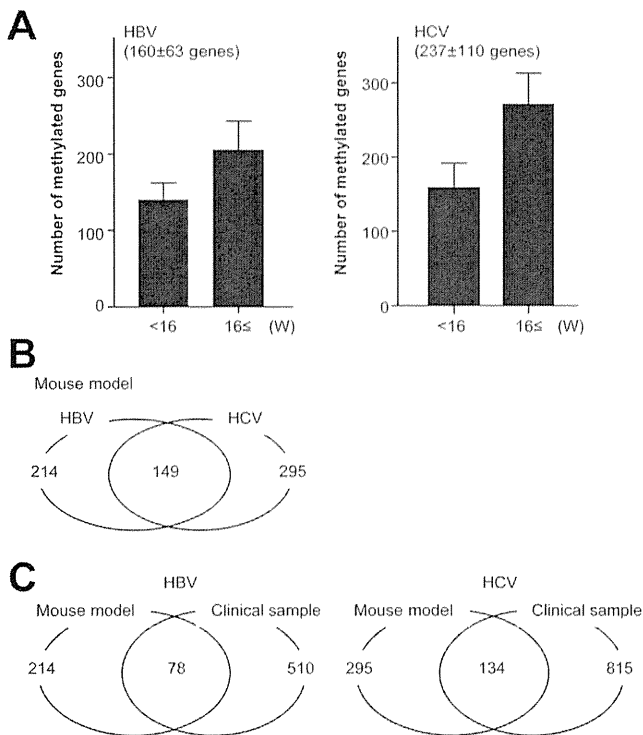 A
HBV
(160±63 genes)
Number of methylated genes
300
200
100
0
<16
16≤
(W)
HCV
(237±110 genes)
Number of methylated genes
300
200
100
0
<16
16≤
(W)
B
Mouse model
HBV
HCV
214
149
295
C
HBV
Mouse model
Clinical sample
214
78
510
HCV
Mouse model
Clinical sample
295
134
815